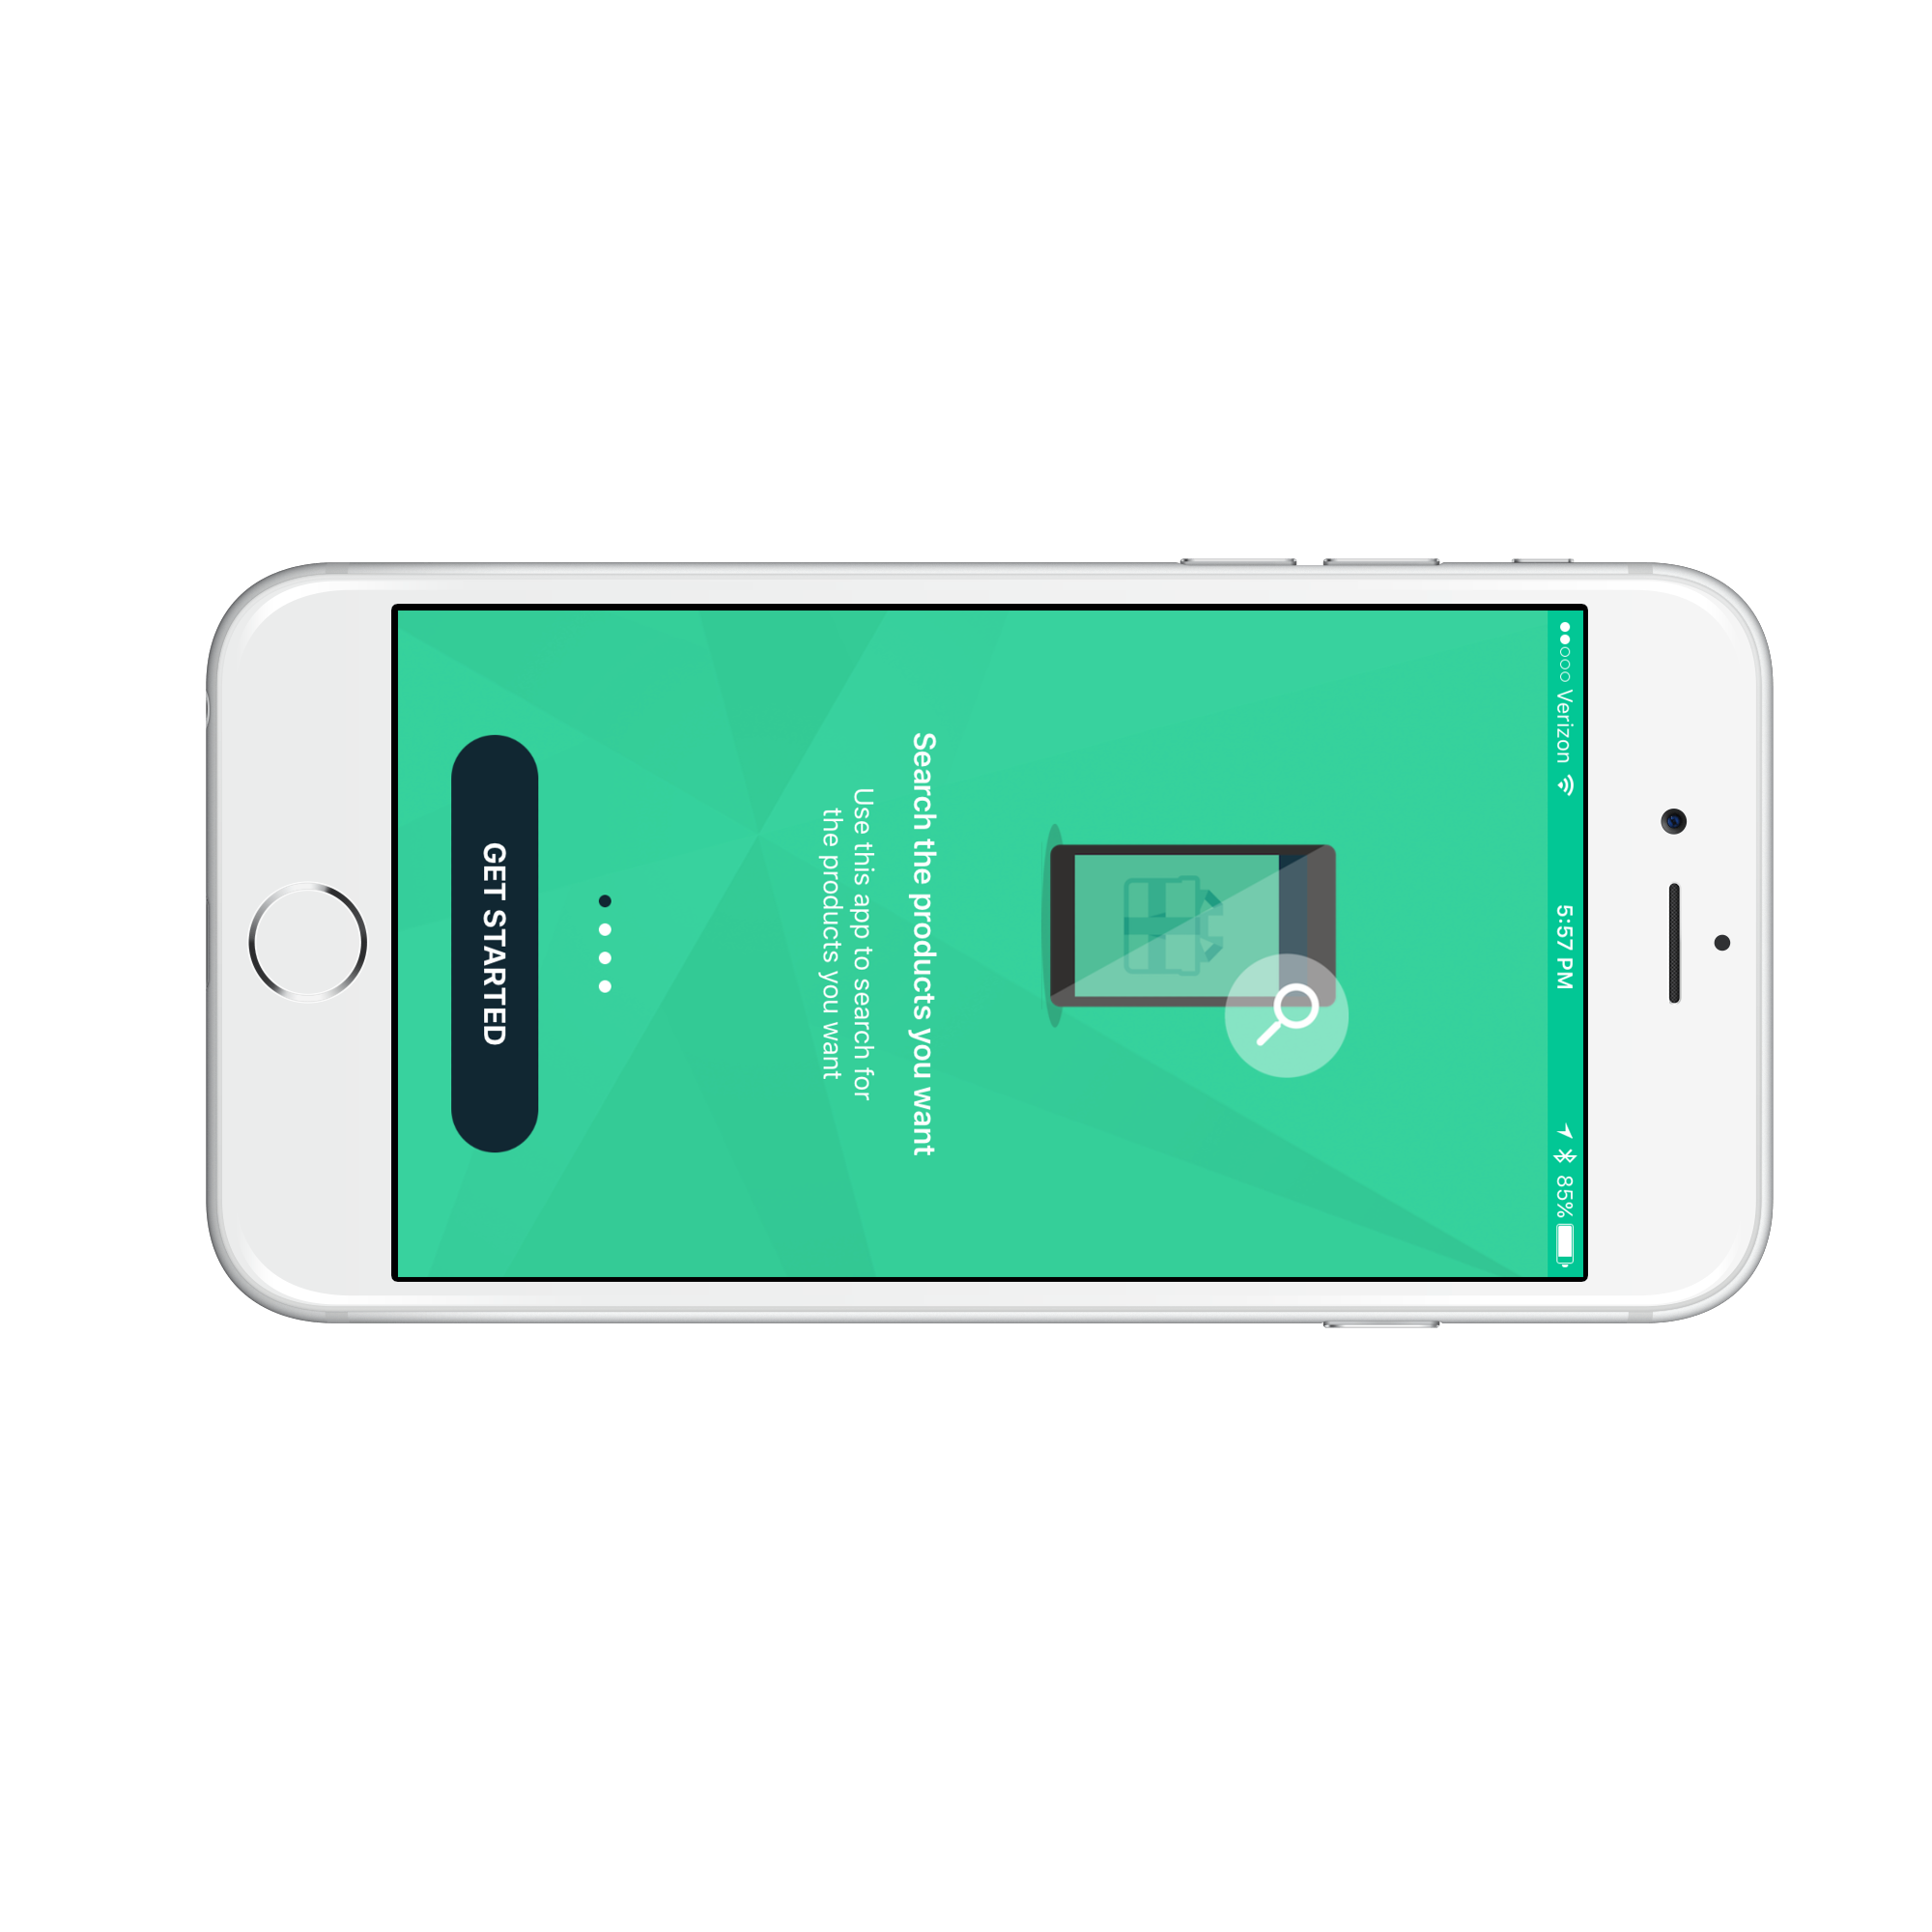 Verizon 5:57 PM 85%
Search the products you want
Use this app to search for
the products you want
GET STARTED